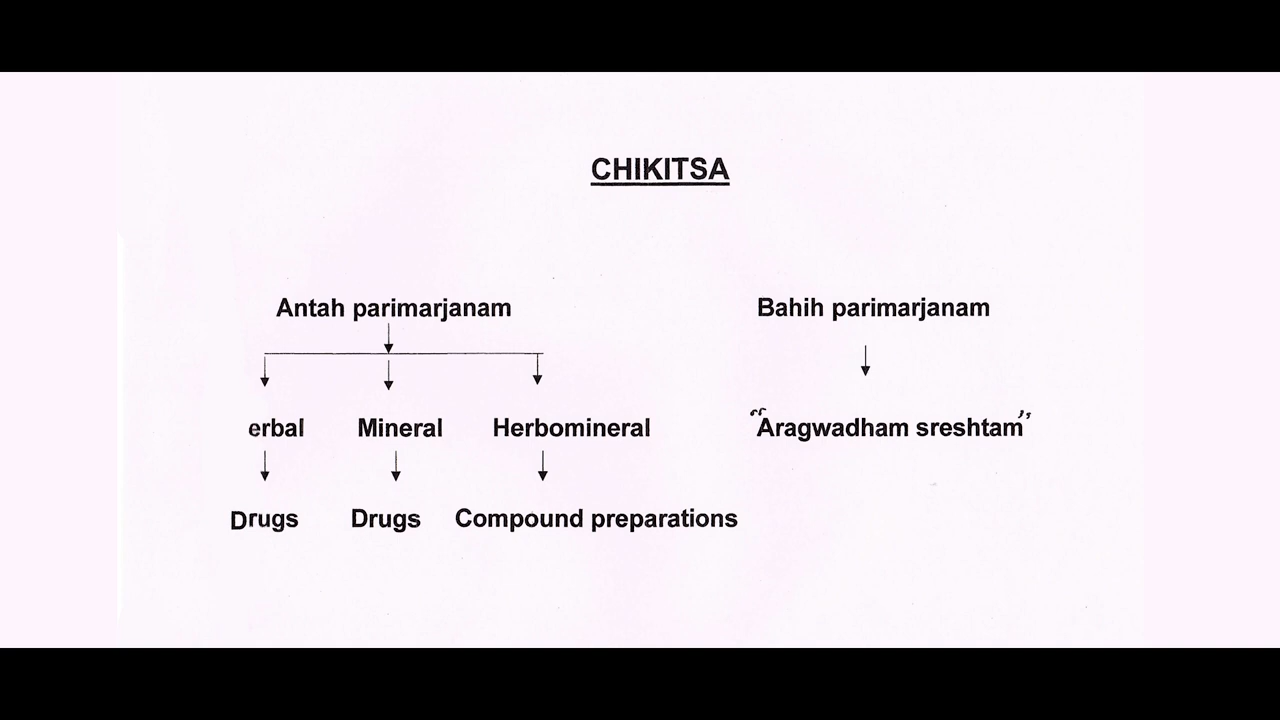 CHIKITSA
Antah parimarjanam Bahih parimarjanam
erbal Mineral Herbomineral “Aragwadham sreshtam”
Drugs Drugs Compound preparations